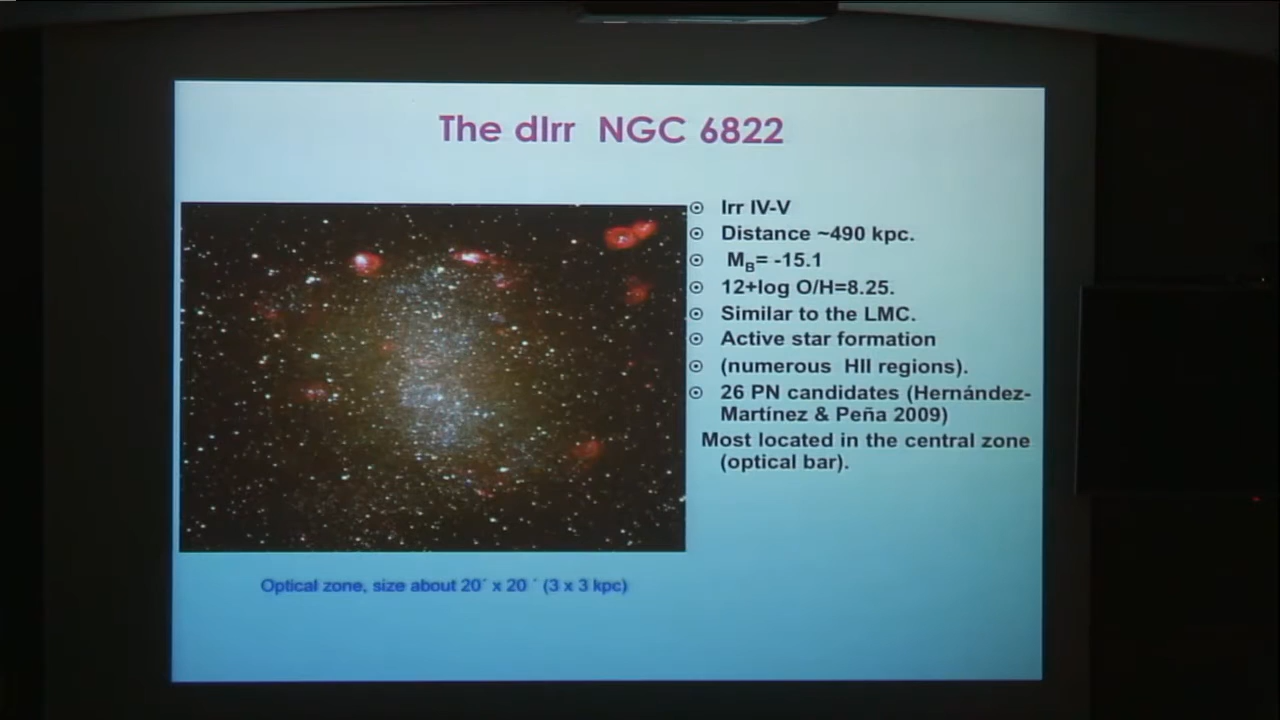 The dIrr NGC 6822
Irr IV-V
Distance ~490 kpc.
MB= -15.1
12+log O/H=8.25.
Similar to the LMC.
Active star formation
(numerous HII regions).
26 PN candidates (Hernández-
Martínez & Peña 2009)
Most located in the central zone
(optical bar).
Optical zone, size about 20´ x 20 ´ (3 x 3 kpc)